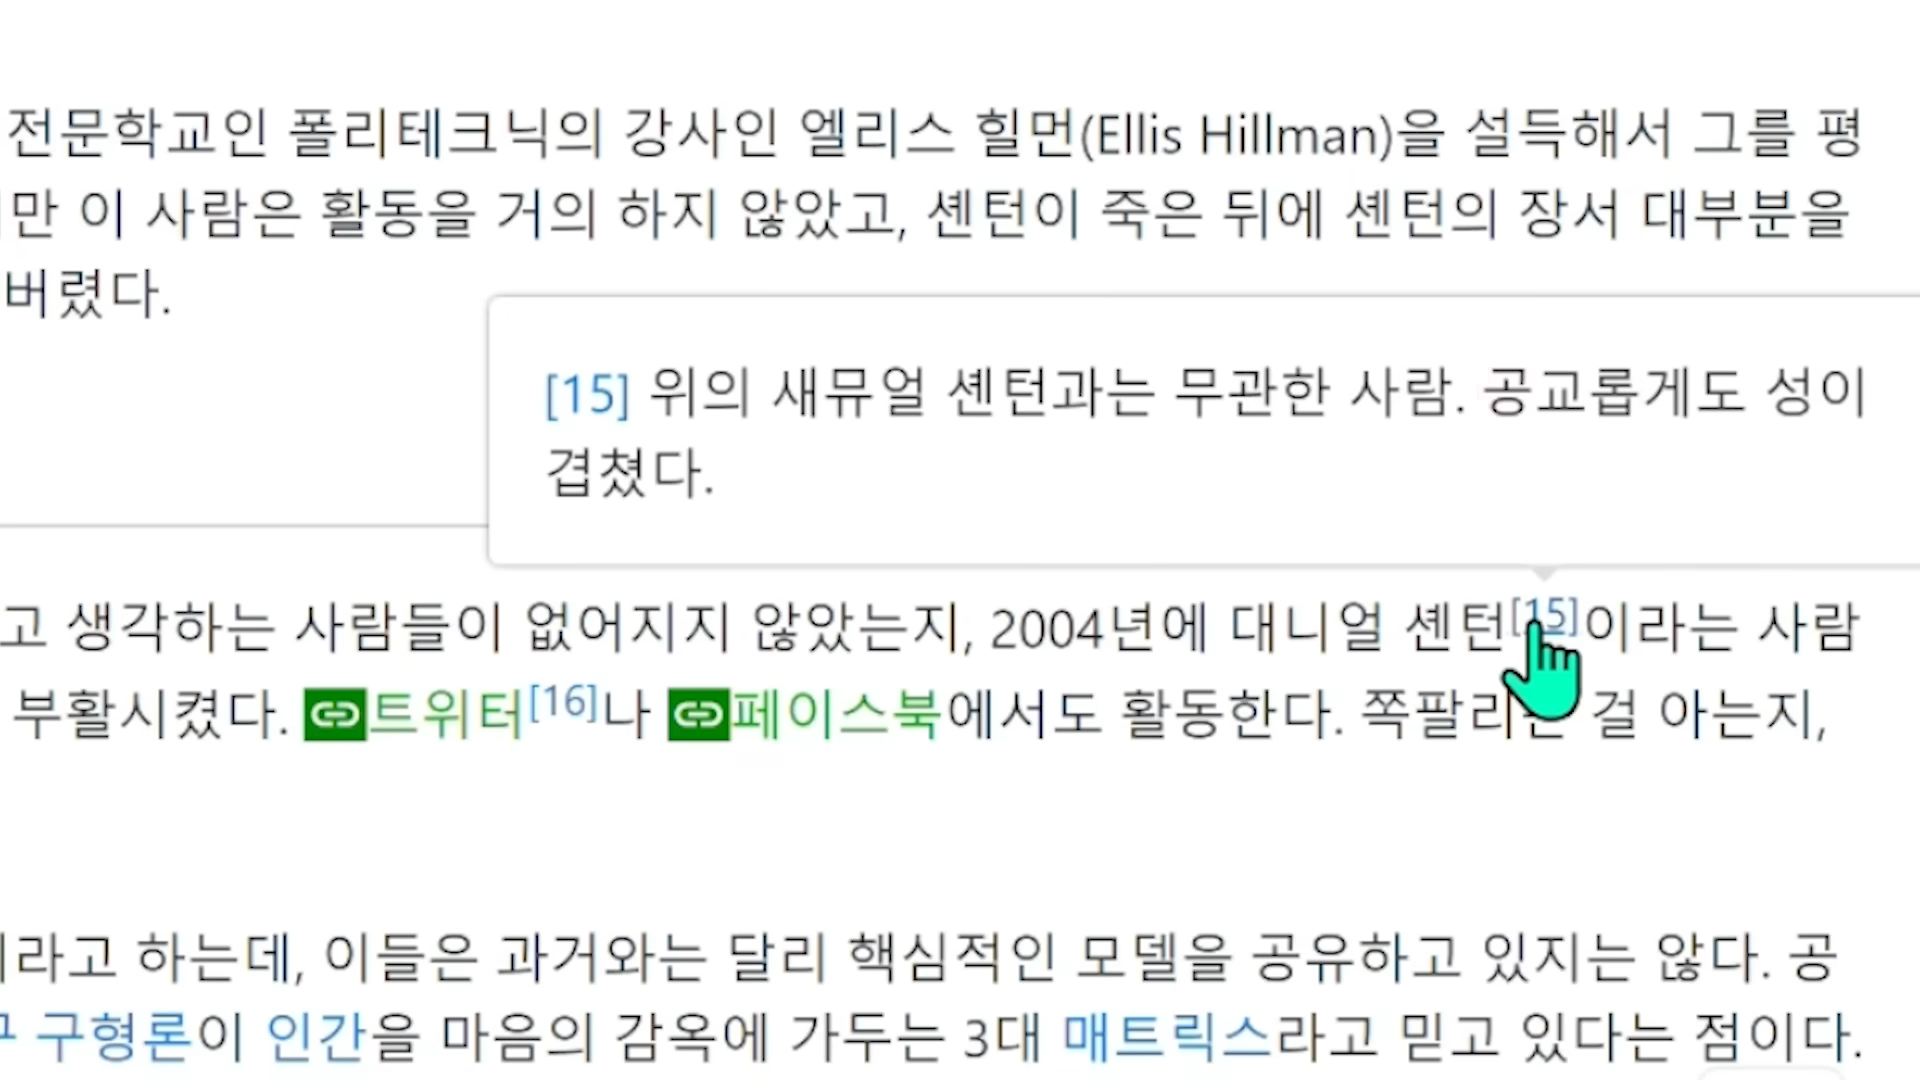 전문학교인 폴리테크닉의 강사인 엘리스 힐먼(Ellis Hillman)을 설득해서 그를 평
만 이 사람은 활동을 거의 하지 않았고, 셴턴이 죽은 뒤에 셴턴의 장서 대부분을
버렸다.
[15] 위의 새뮤얼 셴턴과는 무관한 사람. 공교롭게도 성이
겹쳤다.
고 생각하는 사람들이 없어지지 않았는지, 2004년에 대니얼 셴턴[15]이라는 사람
부활시켰다. 트위터[16]나 페이스북에서도 활동한다. 쪽팔리는 걸 아는지,
라고 하는데, 이들은 과거와는 달리 핵심적인 모델을 공유하고 있지는 않다. 공
구형론이 인간을 마음의 감옥에 가두는 3대 매트릭스라고 믿고 있다는 점이다.